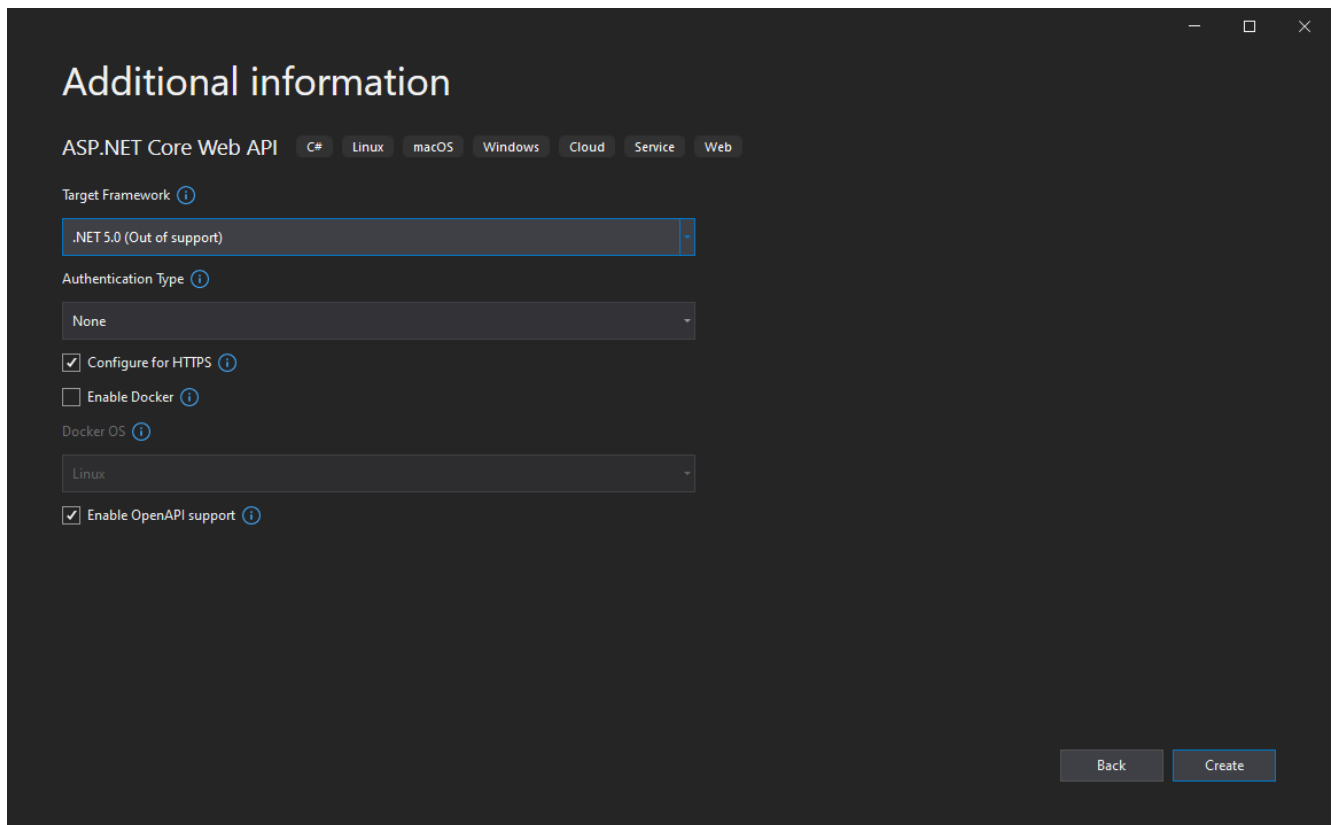 Additional information
ASP.NET Core Web API C# Linux macOS Windows Cloud Service Web
Target Framework
.NET 5.0 (Out of support)
Authentication Type
None
Configure for HTTPS
Enable Docker
Docker OS
Linux
Enable OpenAPI support
Back Create